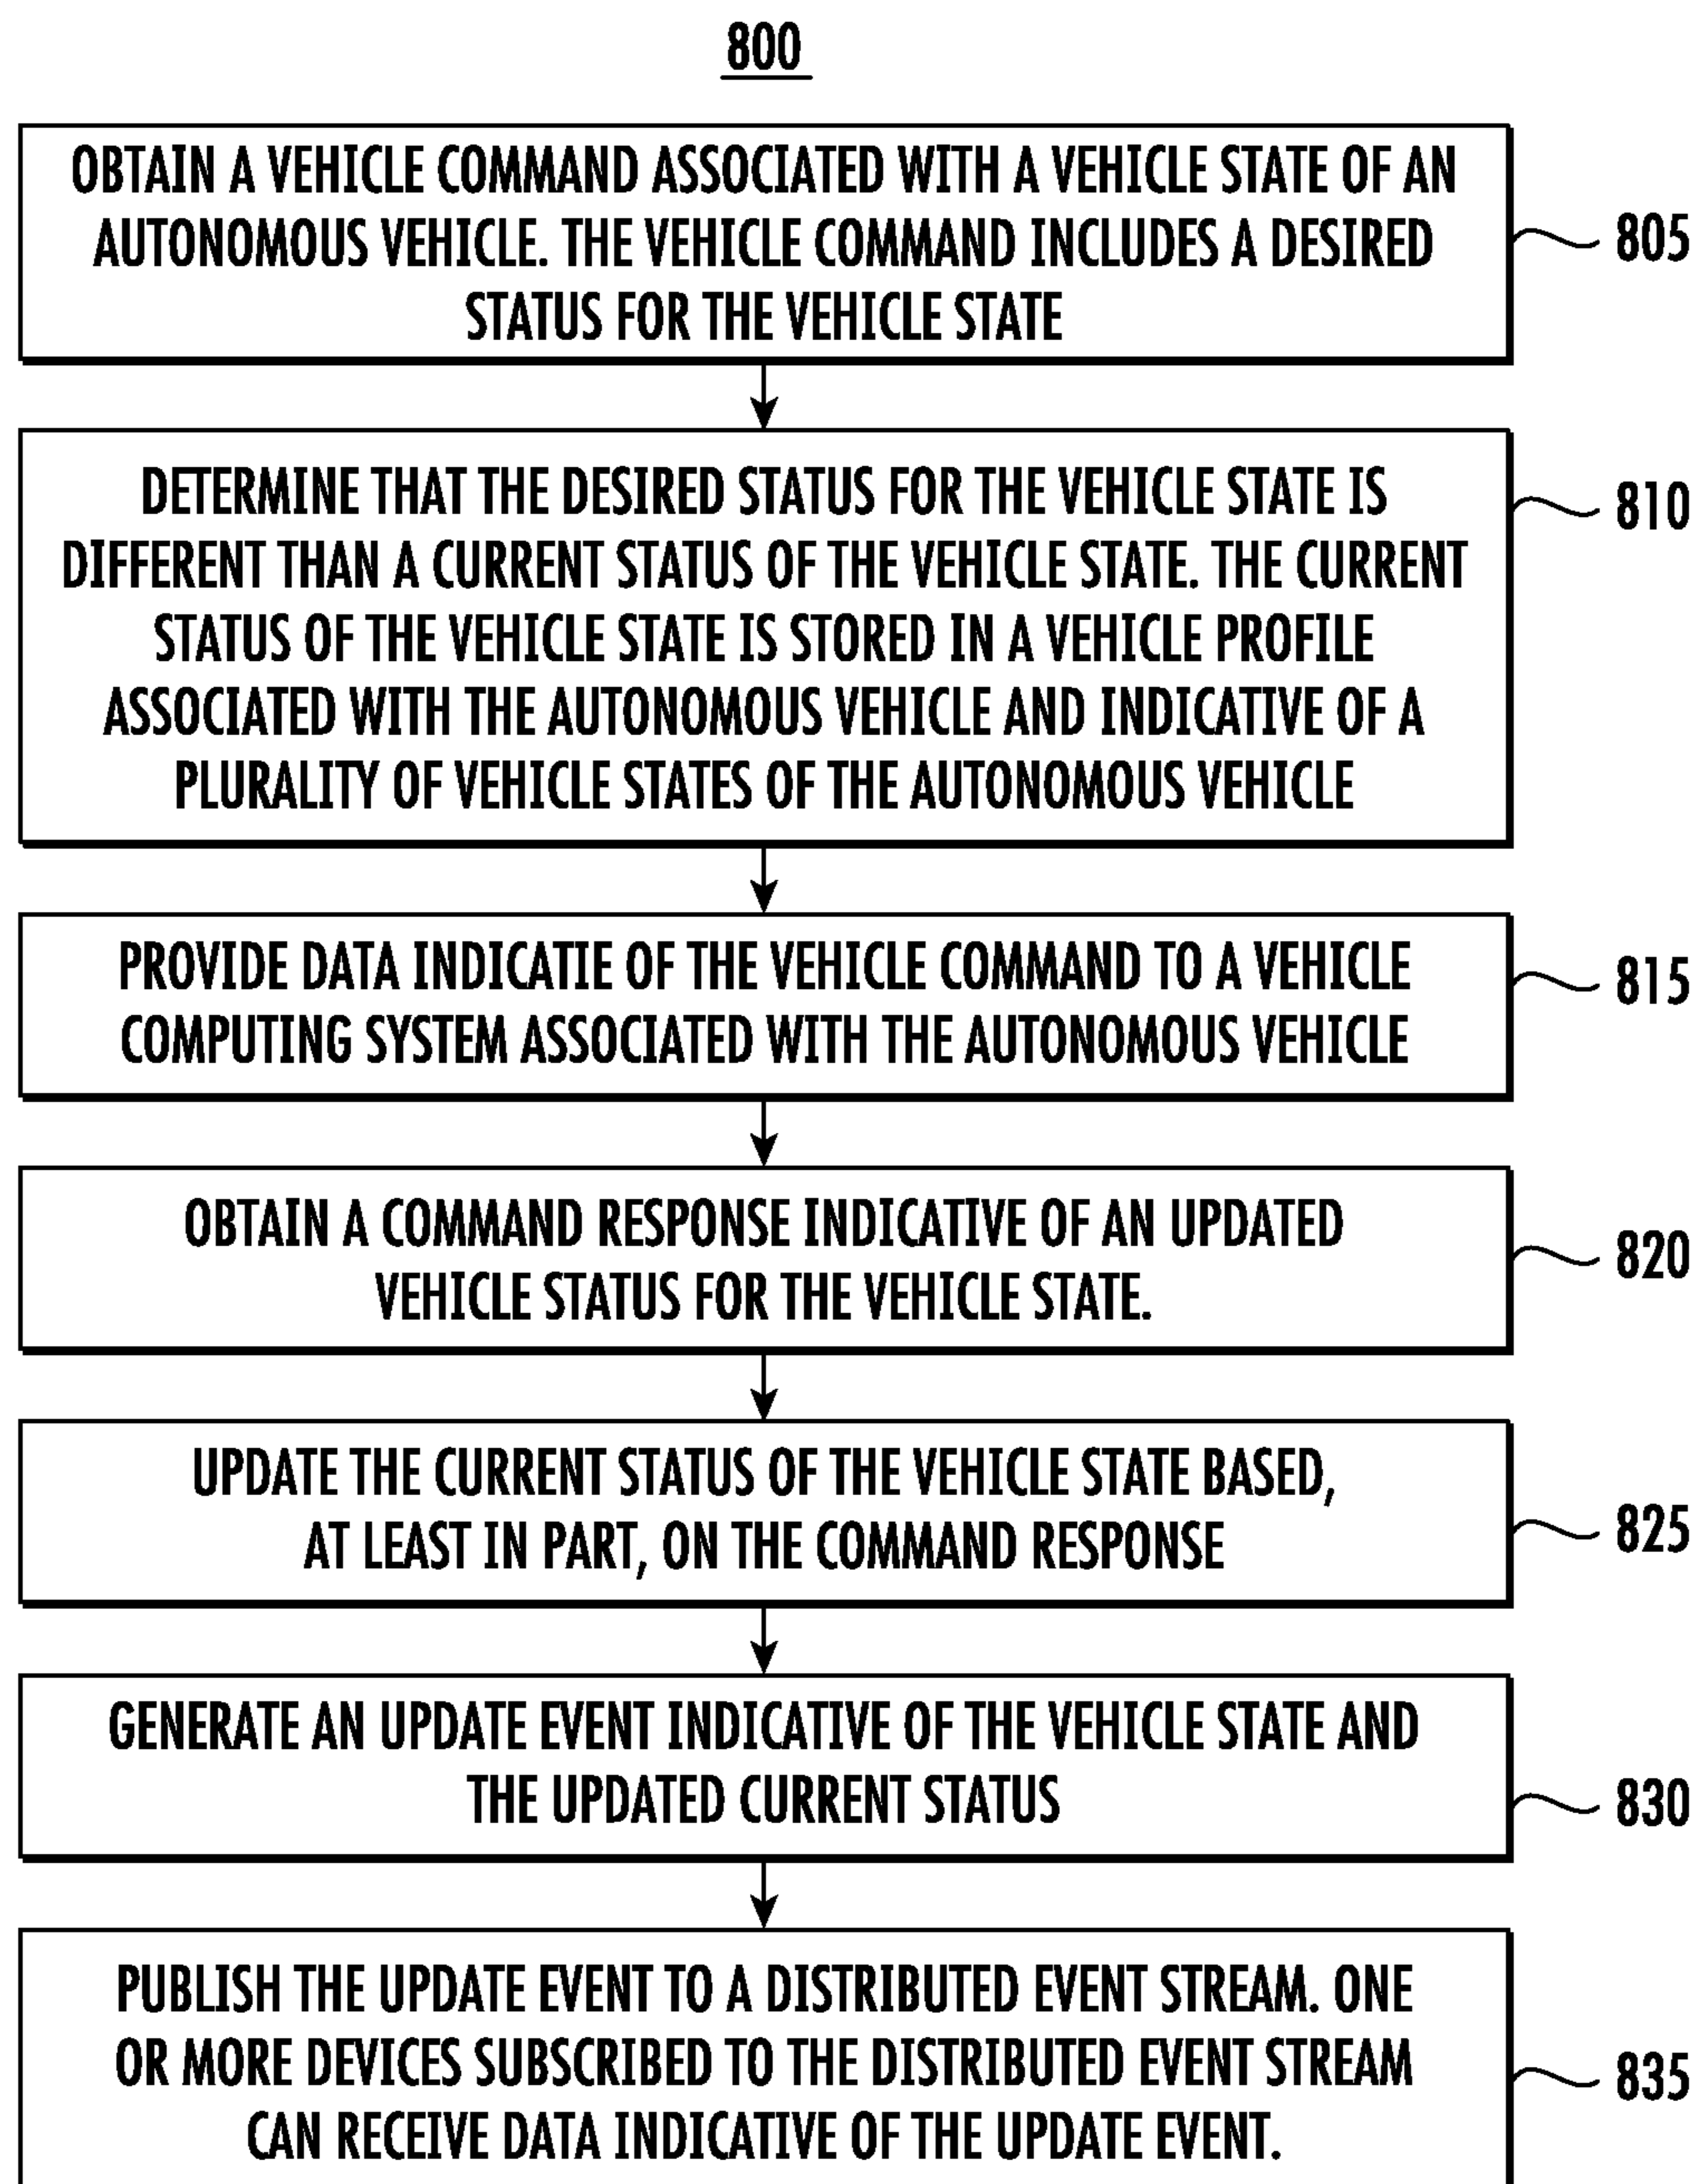 800
OBTAIN A VEHICLE COMMAND ASSOCIATED WITH A VEHICLE STATE OF AN
AUTONOMOUS VEHICLE. THE VEHICLE COMMAND INCLUDES A DESIRED
STATUS FOR THE VEHICLE STATE
805
DETERMINE THAT THE DESIRED STATUS FOR THE VEHICLE STATE IS
DIFFERENT THAN A CURRENT STATUS OF THE VEHICLE STATE. THE CURRENT
STATUS OF THE VEHICLE STATE IS STORED IN A VEHICLE PROFILE
ASSOCIATED WITH THE AUTONOMOUS VEHICLE AND INDICATIVE OF A
PLURALITY OF VEHICLE STATES OF THE AUTONOMOUS VEHICLE
810
PROVIDE DATA INDICATIE OF THE VEHICLE COMMAND TO A VEHICLE
COMPUTING SYSTEM ASSOCIATED WITH THE AUTONOMOUS VEHICLE
815
OBTAIN A COMMAND RESPONSE INDICATIVE OF AN UPDATED
VEHICLE STATUS FOR THE VEHICLE STATE.
820
UPDATE THE CURRENT STATUS OF THE VEHICLE STATE BASED,
AT LEAST IN PART, ON THE COMMAND RESPONSE
825
GENERATE AN UPDATE EVENT INDICATIVE OF THE VEHICLE STATE AND
THE UPDATED CURRENT STATUS
830
PUBLISH THE UPDATE EVENT TO A DISTRIBUTED EVENT STREAM. ONE
OR MORE DEVICES SUBSCRIBED TO THE DISTRIBUTED EVENT STREAM
CAN RECEIVE DATA INDICATIVE OF THE UPDATE EVENT.
835